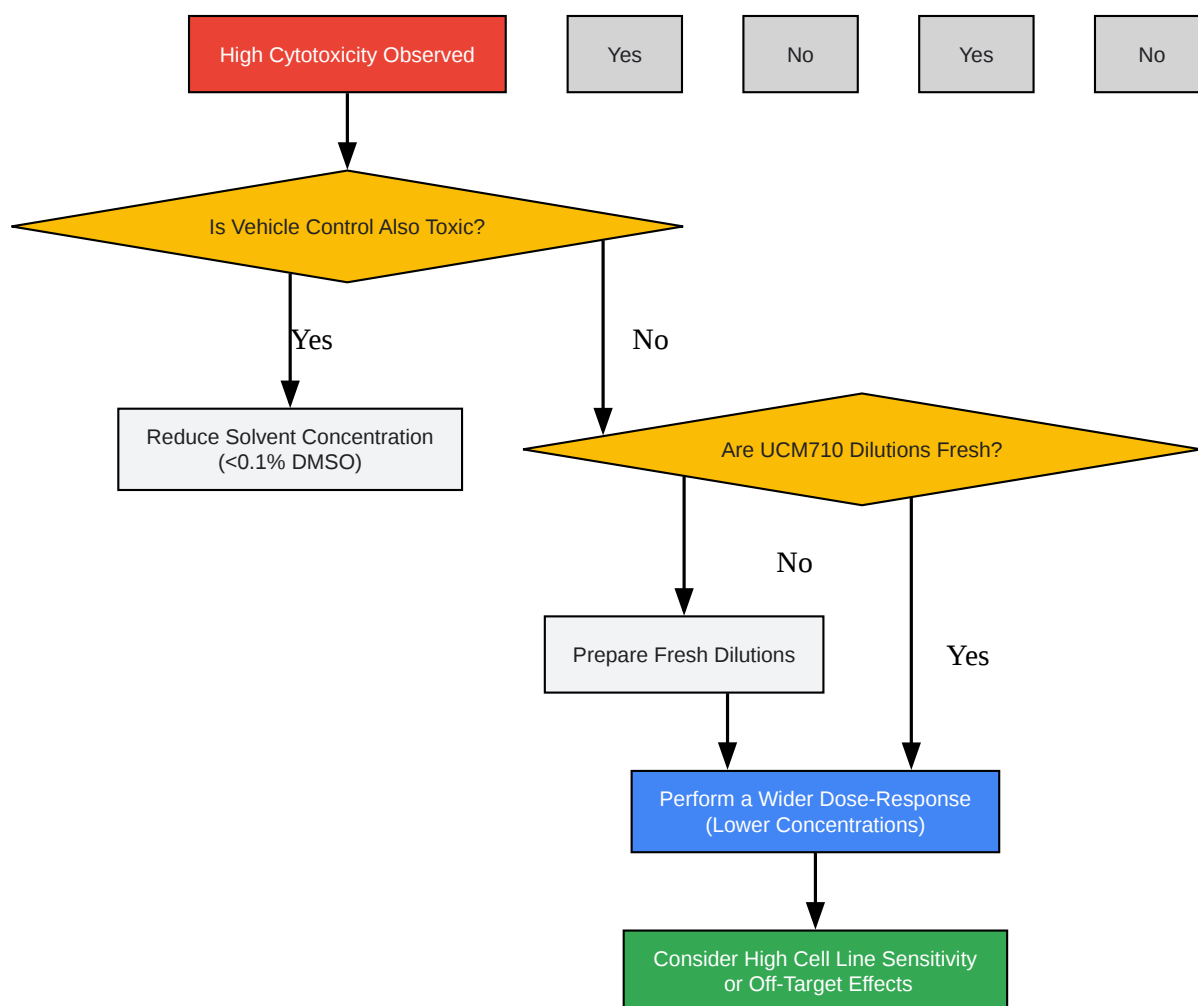 High Cytotoxicity Observed
Yes
No
Yes
No
Is Vehicle Control Also Toxic?
Yes
No
Reduce Solvent Concentration
(<0.1% DMSO)
Are UCM710 Dilutions Fresh?
No
Prepare Fresh Dilutions
Yes
Perform a Wider Dose-Response
(Lower Concentrations)
Consider High Cell Line Sensitivity
or Off-Target Effects